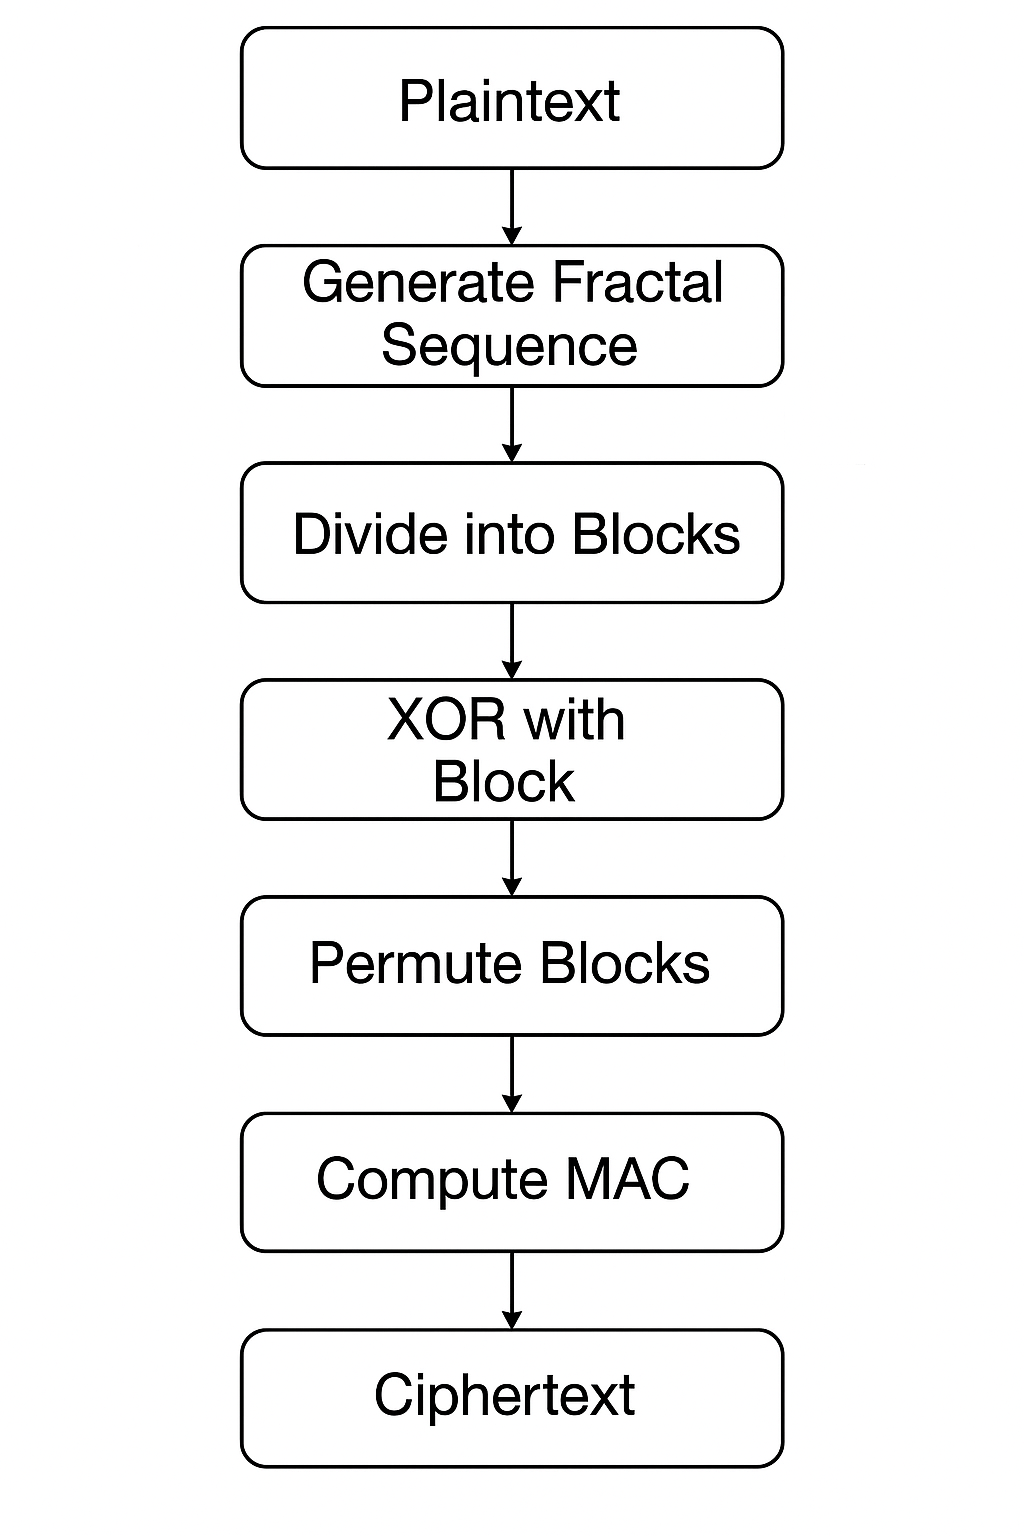 Plaintext
Generate Fractal
Sequence
Divide into Blocks
XOR with
Block
Permute Blocks
Compute MAC
Ciphertext